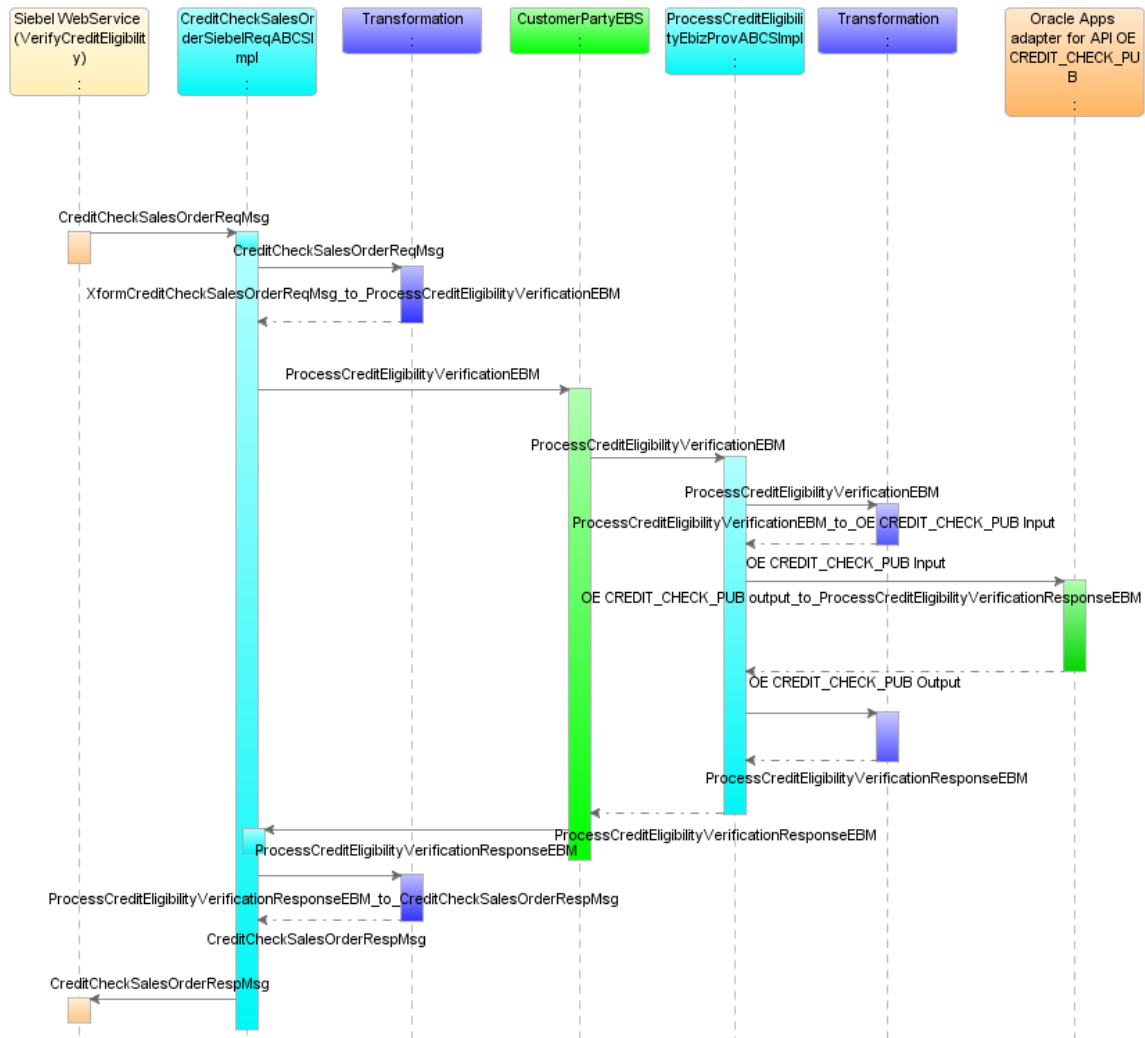 Siebel WebService
(VerifyCreditEligibilit
y)
:
CreditCheckSalesOr
derSiebelReqABCSI
mpl
:
Transformation
:
CustomerPartyEBS
:
ProcessCreditEligibili
tyEbizProvABCSImpl
:
Transformation
:
Oracle Apps
adapter for API OE
CREDIT_CHECK_PU
B
:
CreditCheckSalesOrderReqMsg
CreditCheckSalesOrderReqMsg
XformCreditCheckSalesOrderReqMsg_to_ProcessCreditEligibilityVerificationEBM
ProcessCreditEligibilityVerificationEBM
ProcessCreditEligibilityVerificationEBM
ProcessCreditEligibilityVerificationEBM
ProcessCreditEligibilityVerificationEBM_to_OE CREDIT_CHECK_PUB Input
OE CREDIT_CHECK_PUB Input
OE CREDIT_CHECK_PUB output_to_ProcessCreditEligibilityVerificationResponseEBM
OE CREDIT_CHECK_PUB Output
ProcessCreditEligibilityVerificationResponseEBM
ProcessCreditEligibilityVerificationResponseEBM
ProcessCreditEligibilityVerificationResponseEBM
ProcessCreditEligibilityVerificationResponseEBM_to_CreditCheckSalesOrderRespMsg
CreditCheckSalesOrderRespMsg
CreditCheckSalesOrderRespMsg